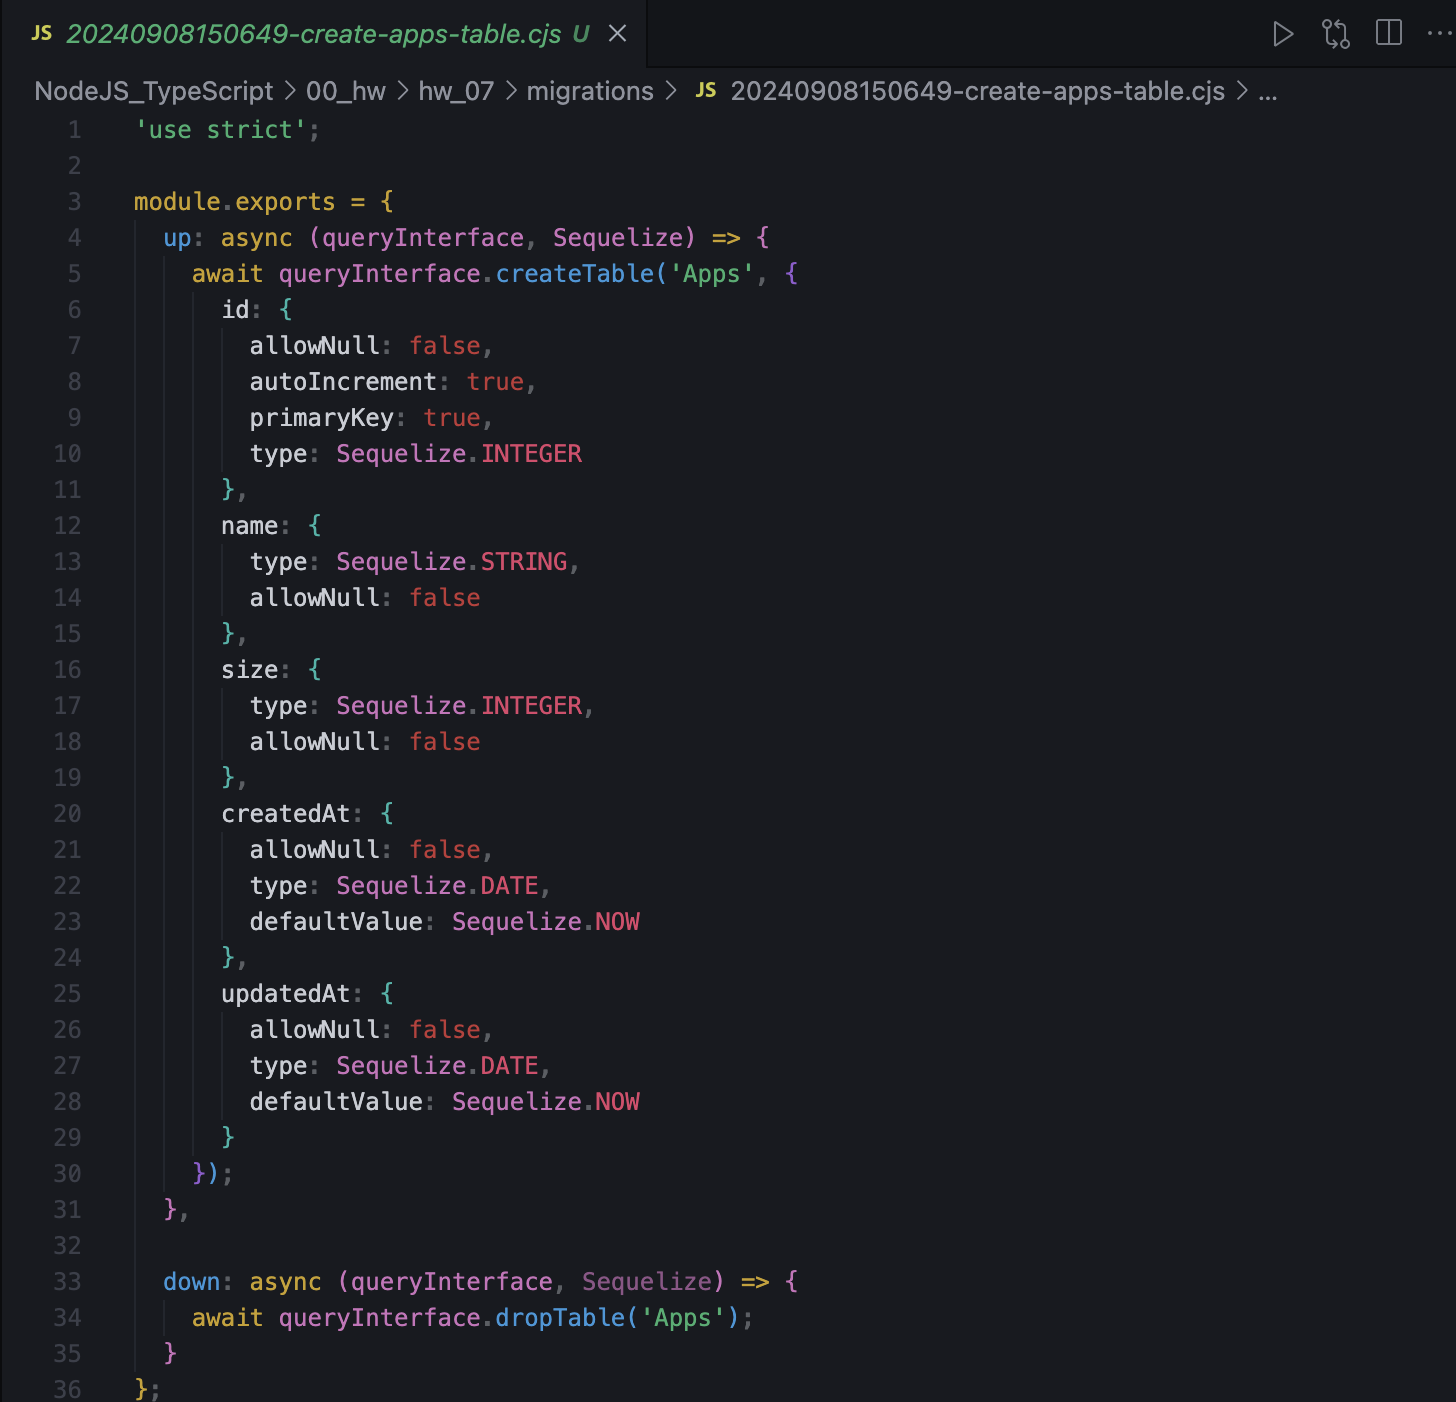 JS 20240908150649-create-apps-table.cjs U
NodeJS_TypeScript > 00_hw > hw_07 > migrations > JS 20240908150649-create-apps-table.cjs > ...
1 'use strict';
2
3 module.exports = {
4   up: async (queryInterface, Sequelize) => {
5     await queryInterface.createTable('Apps', {
6       id: {
7         allowNull: false,
8         autoIncrement: true,
9         primaryKey: true,
10         type: Sequelize.INTEGER
11       },
12       name: {
13         type: Sequelize.STRING,
14         allowNull: false
15       },
16       size: {
17         type: Sequelize.INTEGER,
18         allowNull: false
19       },
20       createdAt: {
21         allowNull: false,
22         type: Sequelize.DATE,
23         defaultValue: Sequelize.NOW
24       },
25       updatedAt: {
26         allowNull: false,
27         type: Sequelize.DATE,
28         defaultValue: Sequelize.NOW
29       }
30     });
31   },
32
33   down: async (queryInterface, Sequelize) => {
34     await queryInterface.dropTable('Apps');
35   }
36 };